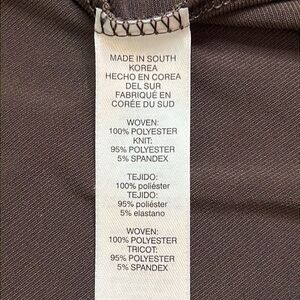 MADE IN SOUTH
KOREA
HECHO EN COREA
DEL SUR
FABRIQUÉ EN
CORÉE DU SUD
WOVEN:
100% POLYESTER
KNIT:
95% POLYESTER
5% SPANDEX
TEJIDO:
100% poliéster
TEJIDO:
95% poliéster
5% elastano
WOVEN:
100% POLYESTER
TRICOT:
95% POLYESTER
5% SPANDEX